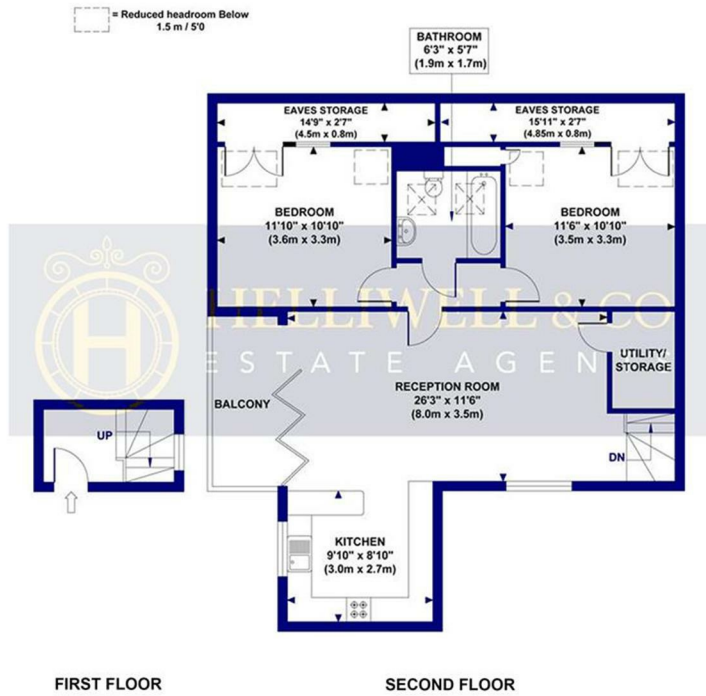 = Reduced headroom Below
1.5 m / 5'0
BATHROOM
6'3" x 5'7"
(1.9m x 1.7m)
EAVES STORAGE
14'9" x 2'7"
(4.5m x 0.8m)
EAVES STORAGE
15'11" x 2'7"
(4.85m x 0.8m)
BEDROOM
11'10" x 10'10"
(3.6m x 3.3m)
BEDROOM
11'6" x 10'10"
(3.5m x 3.3m)
HELLIWELL & CO
ESTATE AGEN
H
UTILITY/
STORAGE
RECEPTION ROOM
26'3" x 11'6"
(8.0m x 3.5m)
BALCONY
UP
DN
KITCHEN
9'10" x 8'10"
(3.0m x 2.7m)
FIRST FLOOR
SECOND FLOOR